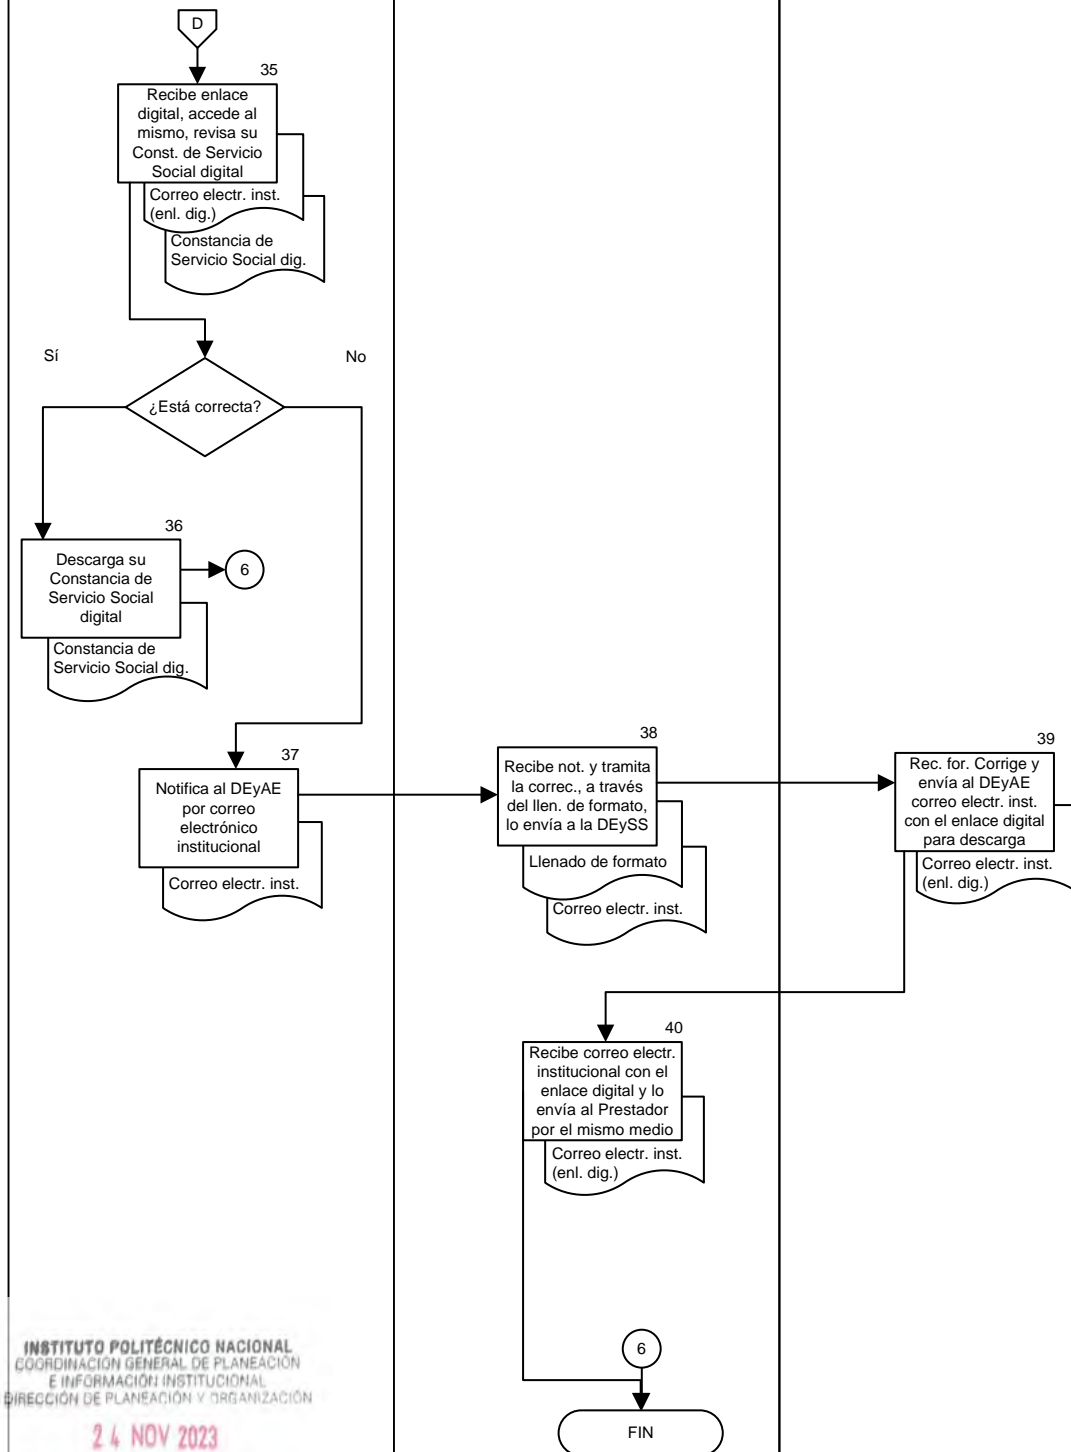 D
35
Recibe enlace
digital, accede al
mismo, revisa su
Const. de Servicio
Social digital
Correo electr. inst.
(enl. dig.)
Constancia de
Servicio Social dig.
Sí
No
¿Está correcta?
36
Descarga su
Constancia de
Servicio Social
digital
6
Constancia de
Servicio Social dig.
37
Notifica al DEyAE
por correo
electrónico
institucional
Correo electr. inst.
38
Recibe not. y tramita
la correc., a través
del llen. de formato,
lo envía a la DEySS
Llenado de formato
Correo electr. inst.
39
Rec. for. Corrige y
envía al DEyAE
correo electr. inst.
con el enlace digital
para descarga
Correo electr. inst.
(enl. dig.)
40
Recibe correo electr.
institucional con el
enlace digital y lo
envía al Prestador
por el mismo medio
Correo electr. inst.
(enl. dig.)
6
FIN
INSTITUTO POLITÉCNICO NACIONAL
COORDINACIÓN GENERAL DE PLANEACIÓN
E INFORMACIÓN INSTITUCIONAL
DIRECCIÓN DE PLANEACIÓN Y ORGANIZACIÓN
24 NOV 2023